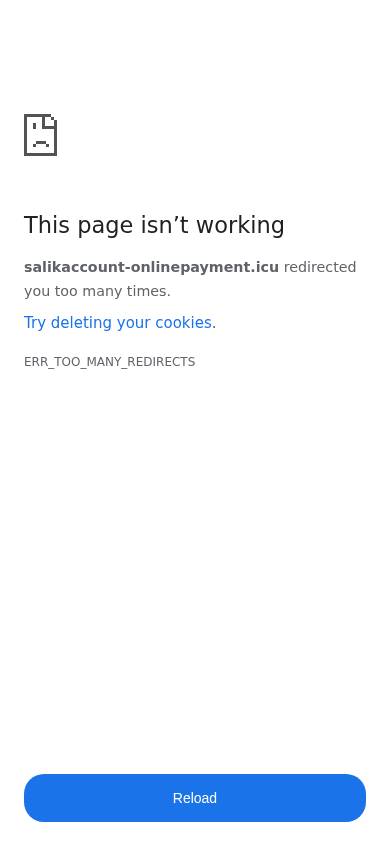 This page isn’t working
salikaccount-onlinepayment.icu redirected
you too many times.
Try deleting your cookies.
ERR_TOO_MANY_REDIRECTS
Reload